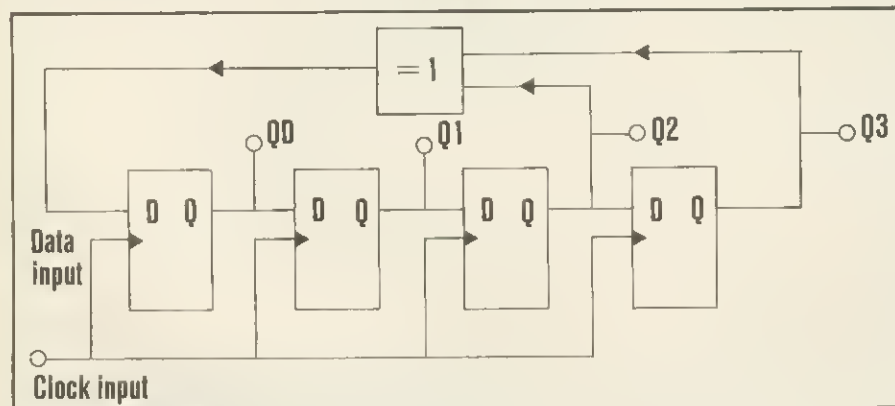 = 1
QD
Q1
Q2
Q3
D Q
D Q
D Q
D Q
Data
input
Clock input